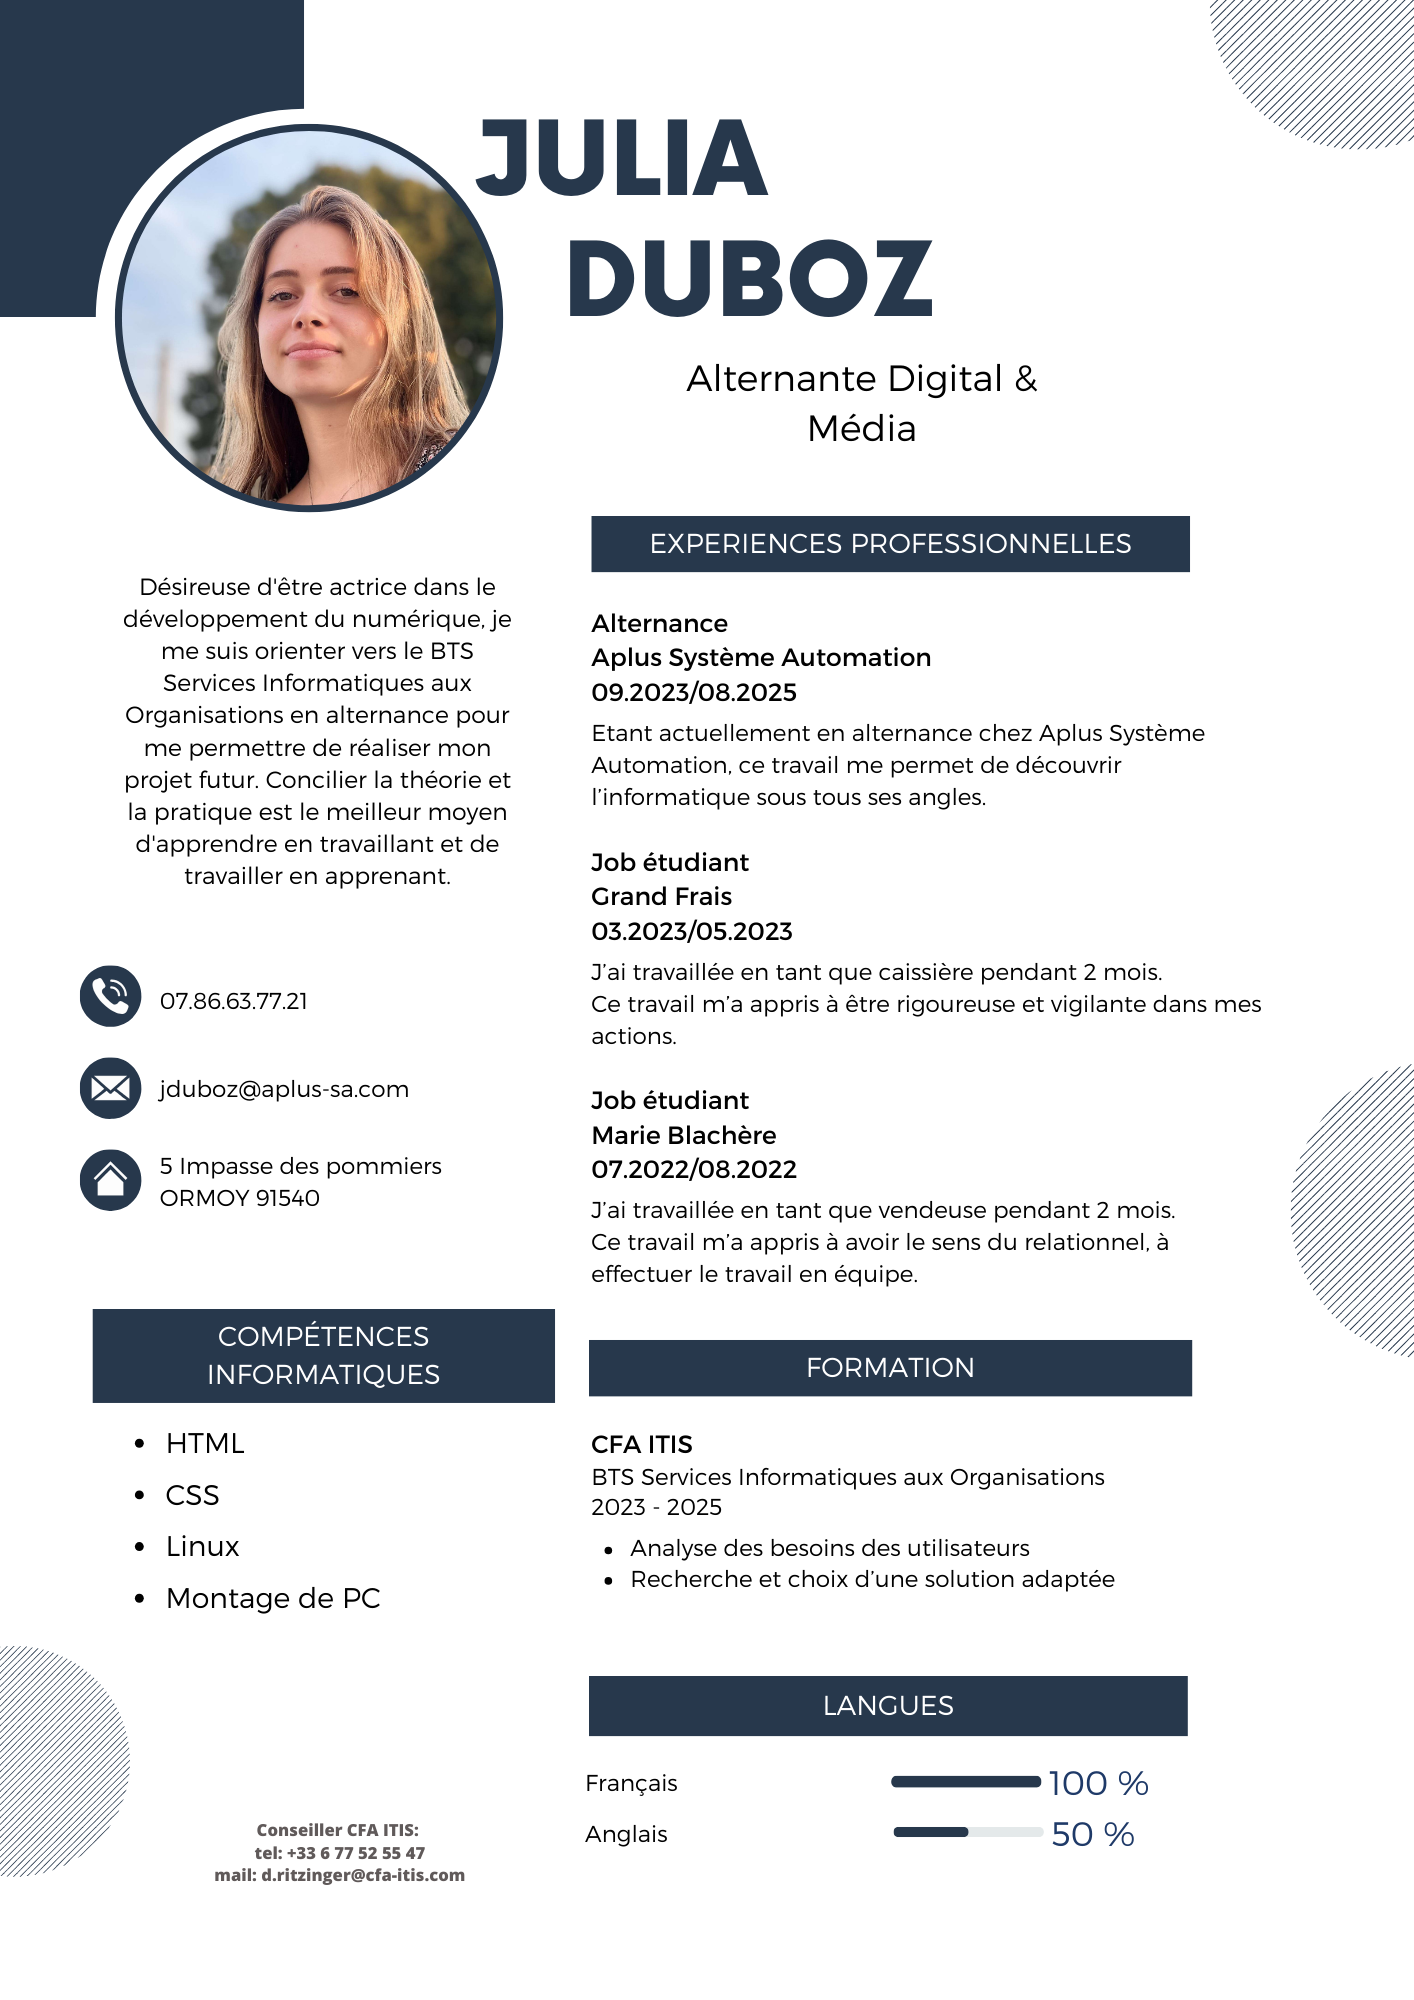 JULIA
DUBOZ
Alternante Digital &
Média
Désireuse d'être actrice dans le
développement du numérique, je
me suis orienter vers le BTS
Services Informatiques aux
Organisations en alternance pour
me permettre de réaliser mon
projet futur. Concilier la théorie et
la pratique est le meilleur moyen
d'apprendre en travaillant et de
travailler en apprenant.
07.86.63.77.21
jduboz@aplus-sa.com
5 Impasse des pommiers
ORMOY 91540
COMPÉTENCES
INFORMATIQUES
• HTML
• CSS
• Linux
• Montage de PC
Conseiller CFA ITIS:
tel: +33 6 77 52 55 47
mail: d.ritzinger@cfa-itis.com
EXPERIENCES PROFESSIONNELLES
Alternance
Aplus Système Automation
09.2023/08.2025
Etant actuellement en alternance chez Aplus Système
Automation, ce travail me permet de découvrir
l’informatique sous tous ses angles.
Job étudiant
Grand Frais
03.2023/05.2023
J’ai travaillée en tant que caissière pendant 2 mois.
Ce travail m’a appris à être rigoureuse et vigilante dans mes
actions.
Job étudiant
Marie Blachère
07.2022/08.2022
J’ai travaillée en tant que vendeuse pendant 2 mois.
Ce travail m’a appris à avoir le sens du relationnel, à
effectuer le travail en équipe.
FORMATION
CFA ITIS
BTS Services Informatiques aux Organisations
2023 - 2025
• Analyse des besoins des utilisateurs
• Recherche et choix d’une solution adaptée
LANGUES
Français 100 %
Anglais 50 %